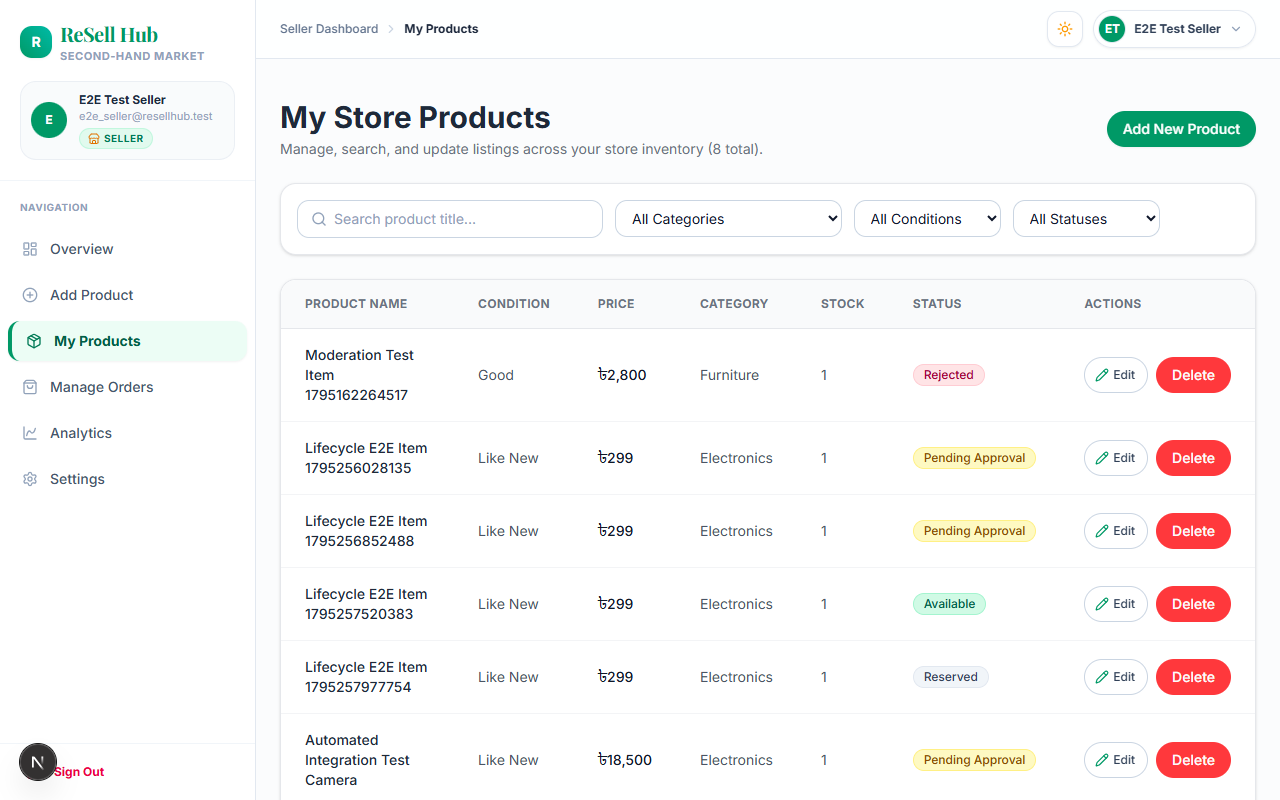 R
ReSell Hub
SECOND-HAND MARKET
E
E2E Test Seller
e2e_seller@resellhub.test
SELLER
NAVIGATION
Overview
Add Product
My Products
Manage Orders
Analytics
Settings
N
Sign Out
Seller Dashboard
My Products
ET
E2E Test Seller
My Store Products
Manage, search, and update listings across your store inventory (8 total).
Add New Product
Search product title...
All Categories
All Conditions
All Statuses
PRODUCT NAME CONDITION PRICE CATEGORY STOCK STATUS ACTIONS
Moderation Test
Item
1795162264517
Good ৳2,800 Furniture 1 Rejected Edit Delete
Lifecycle E2E Item
1795256028135
Like New ৳299 Electronics 1 Pending Approval Edit Delete
Lifecycle E2E Item
1795256852488
Like New ৳299 Electronics 1 Pending Approval Edit Delete
Lifecycle E2E Item
1795257520383
Like New ৳299 Electronics 1 Available Edit Delete
Lifecycle E2E Item
1795257977754
Like New ৳299 Electronics 1 Reserved Edit Delete
Automated
Integration Test
Camera
Like New ৳18,500 Electronics 1 Pending Approval Edit Delete